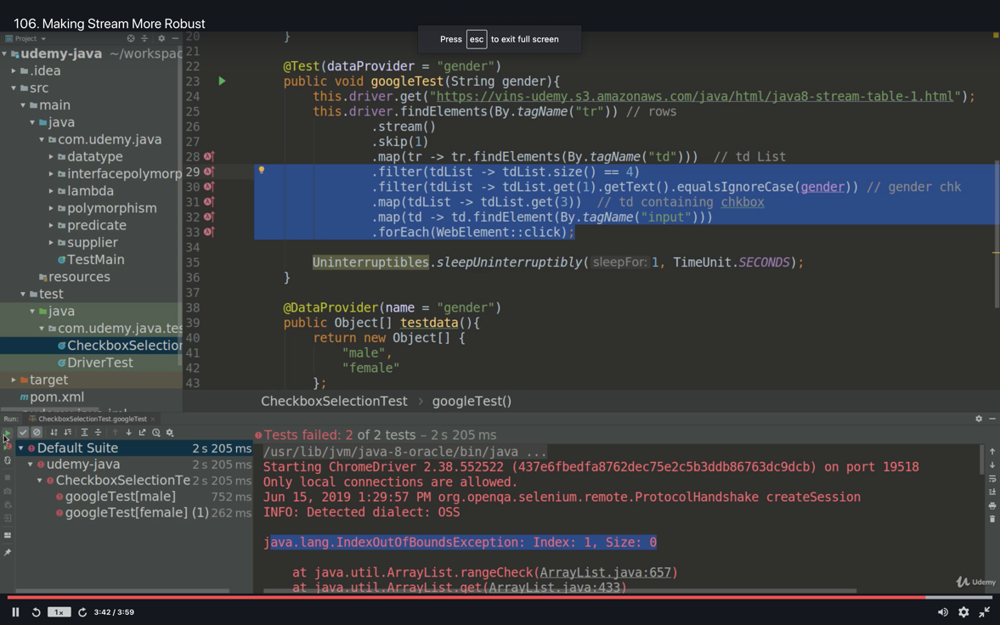 106. Making Stream More Robust
Press esc to exit full screen
Project
udemy-java ~/workspac
.idea
src
main
java
com.udemy.java
datatype
interfacepolymorp
lambda
polymorphism
predicate
supplier
TestMain
resources
test
java
com.udemy.java.tes
CheckboxSelection
DriverTest
target
pom.xml
20 }
21
22 @Test(dataProvider = "gender")
23 public void googleTest(String gender){
24 this.driver.get("https://vins-udemy.s3.amazonaws.com/java/html/java8-stream-table-1.html");
25 this.driver.findElements(By.tagName("tr")) // rows
26 .stream()
27 .skip(1)
28 .map(tr -> tr.findElements(By.tagName("td"))) // td List
29 .filter(tdList -> tdList.size() == 4)
30 .filter(tdList -> tdList.get(1).getText().equalsIgnoreCase(gender)) // gender chk
31 .map(tdList -> tdList.get(3)) // td containing chkbox
32 .map(td -> td.findElement(By.tagName("input")))
33 .forEach(WebElement::click);
34
35 Uninterruptibles.sleepUninterruptibly( sleepFor: 1, TimeUnit.SECONDS);
36 }
37
38 @DataProvider(name = "gender")
39 public Object[] testdata(){
40 return new Object[] {
41 "male",
42 "female"
43 };
CheckboxSelectionTest > googleTest()
Run: CheckboxSelectionTest.googleTest ×
Default Suite 2 s 205 ms
udemy-java 2 s 205 ms
CheckboxSelectionTe 2 s 205 ms
googleTest[male] 752 ms
googleTest[female] (1) 262 ms
Tests failed: 2 of 2 tests – 2 s 205 ms
/usr/lib/jvm/java-8-oracle/bin/java ...
Starting ChromeDriver 2.38.552522 (437e6fbedfa8762dec75e2c5b3ddb86763dc9dcb) on port 19518
Only local connections are allowed.
Jun 15, 2019 1:29:57 PM org.openqa.selenium.remote.ProtocolHandshake createSession
INFO: Detected dialect: OSS
java.lang.IndexOutOfBoundsException: Index: 1, Size: 0
at java.util.ArrayList.rangeCheck(ArrayList.java:657)
at java.util.ArrayList.get(ArrayList.java:433)
Udemy
1x 3:42 / 3:59